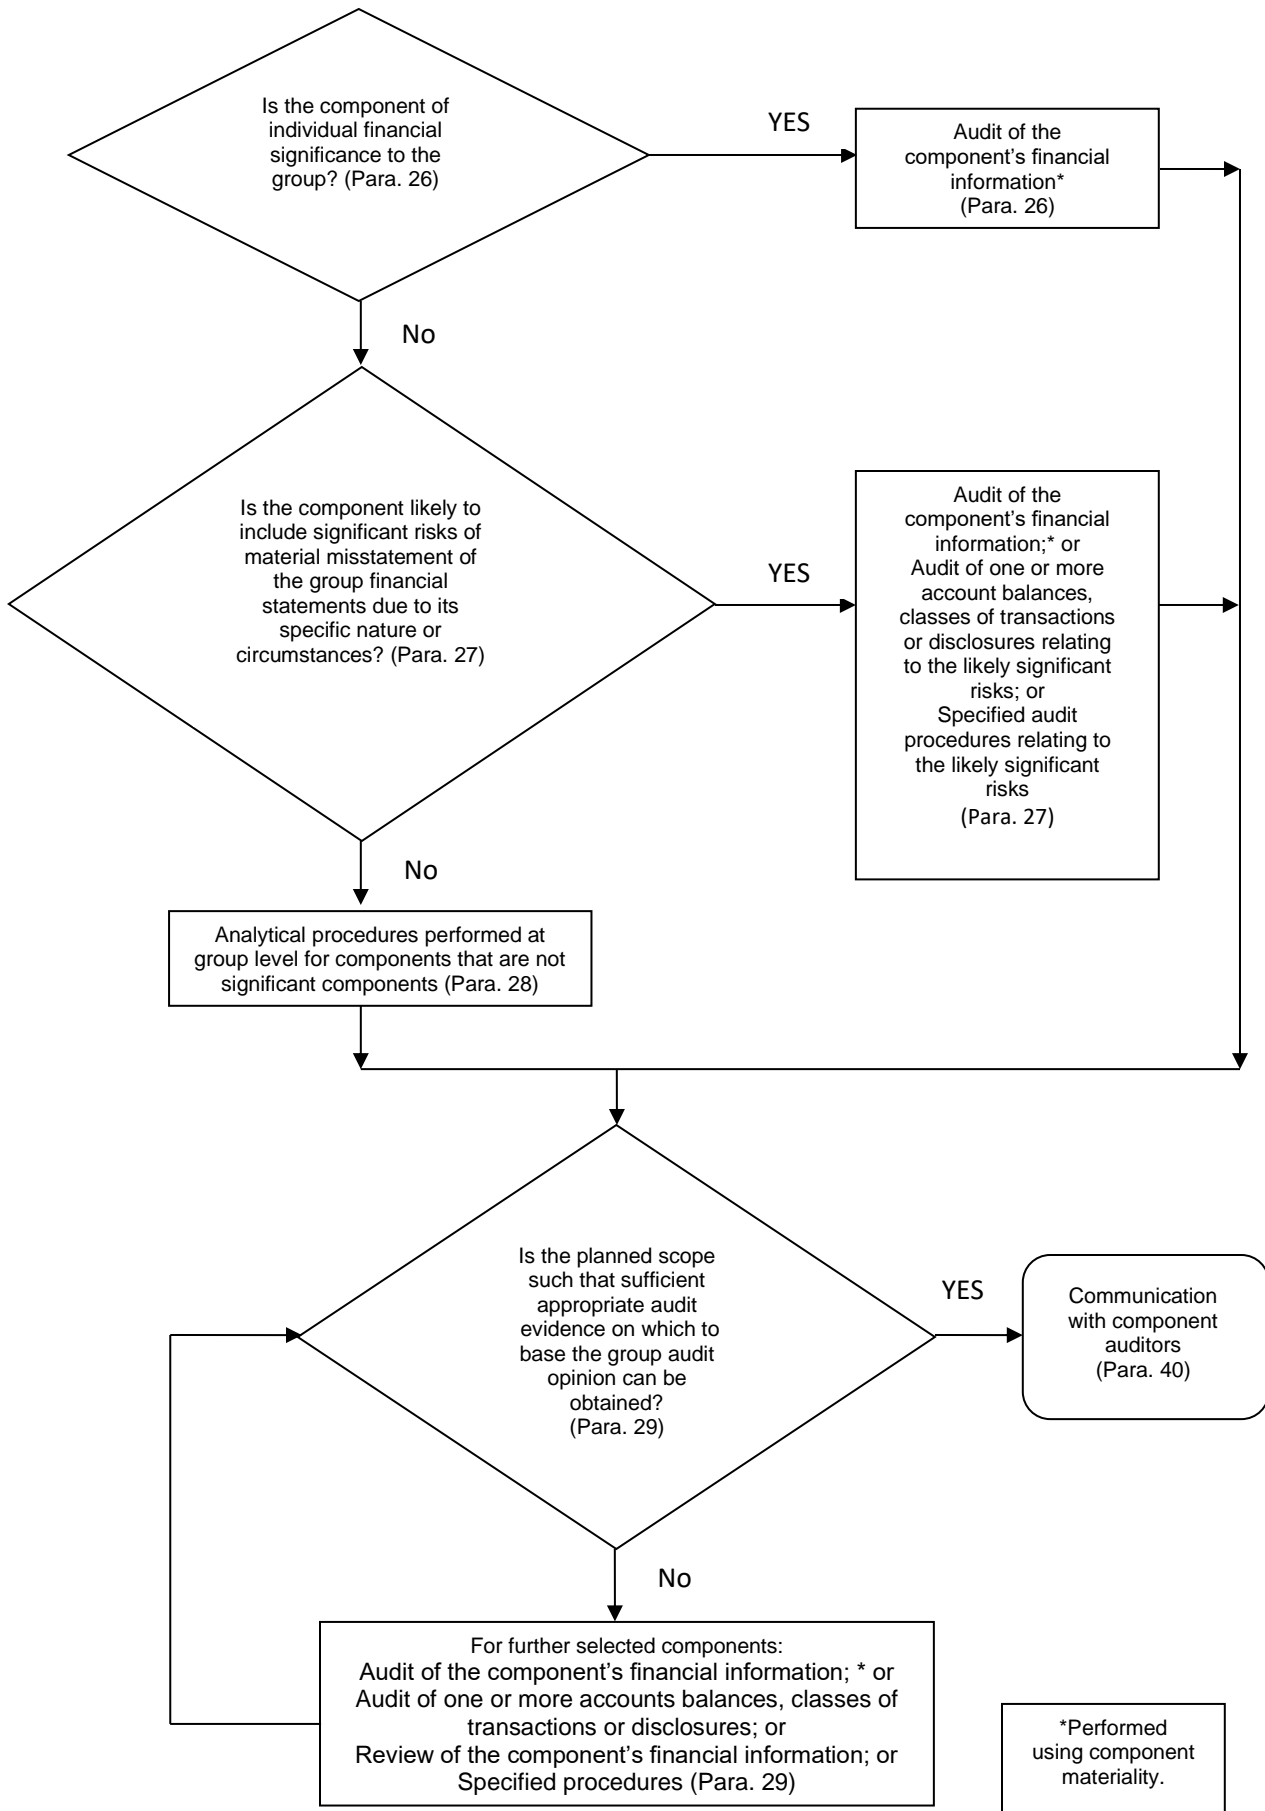 Is the component of
individual financial
significance to the
group? (Para. 26)
YES
Audit of the
component’s financial
information*
(Para. 26)
No
Is the component likely to
include significant risks of
material misstatement of
the group financial
statements due to its
specific nature or
circumstances? (Para. 27)
YES
Audit of the
component’s financial
information;* or
Audit of one or more
account balances,
classes of transactions
or disclosures relating
to the likely significant
risks; or
Specified audit
procedures relating to
the likely significant
risks
(Para. 27)
No
Analytical procedures performed at
group level for components that are not
significant components (Para. 28)
Is the planned scope
such that sufficient
appropriate audit
evidence on which to
base the group audit
opinion can be
obtained?
(Para. 29)
YES
Communication
with component
auditors
(Para. 40)
No
For further selected components:
Audit of the component’s financial information; * or
Audit of one or more accounts balances, classes of
transactions or disclosures; or
Review of the component’s financial information; or
Specified procedures (Para. 29)
*Performed
using component
materiality.